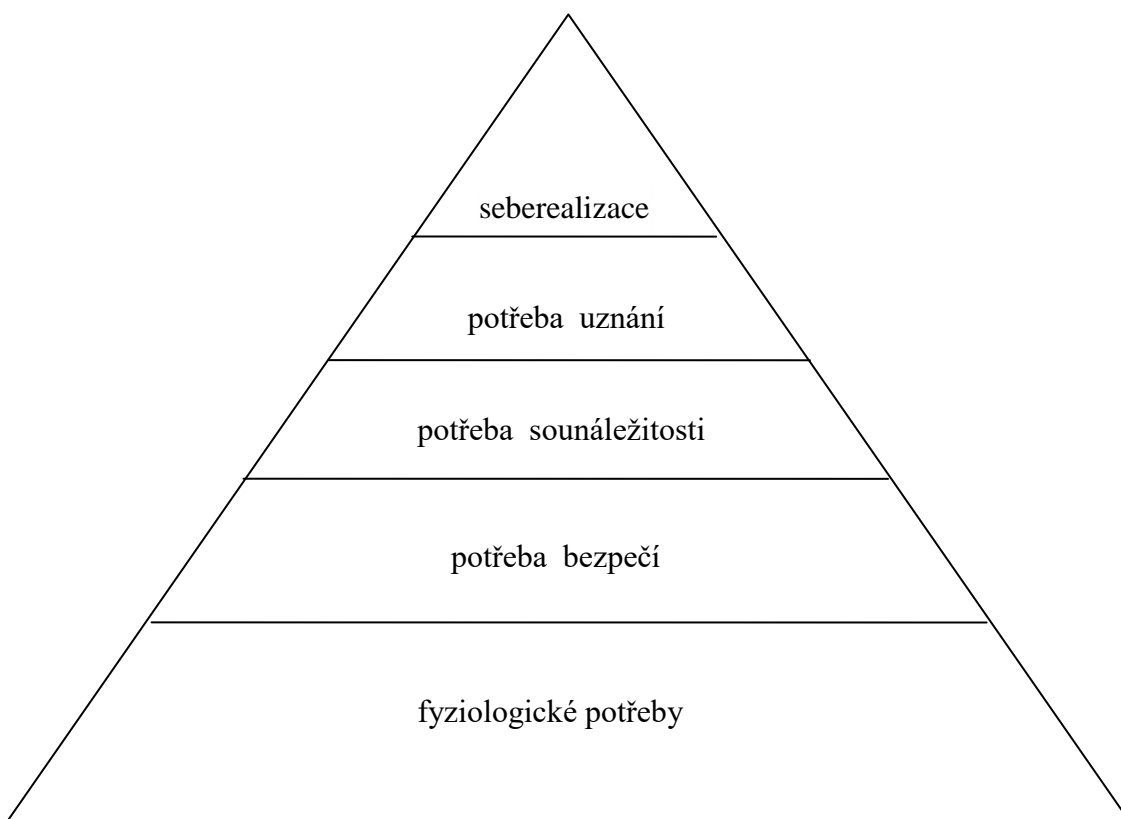 seberealizace
potřeba uznání
potřeba sounáležitosti
potřeba bezpečí
fyziologické potřeby